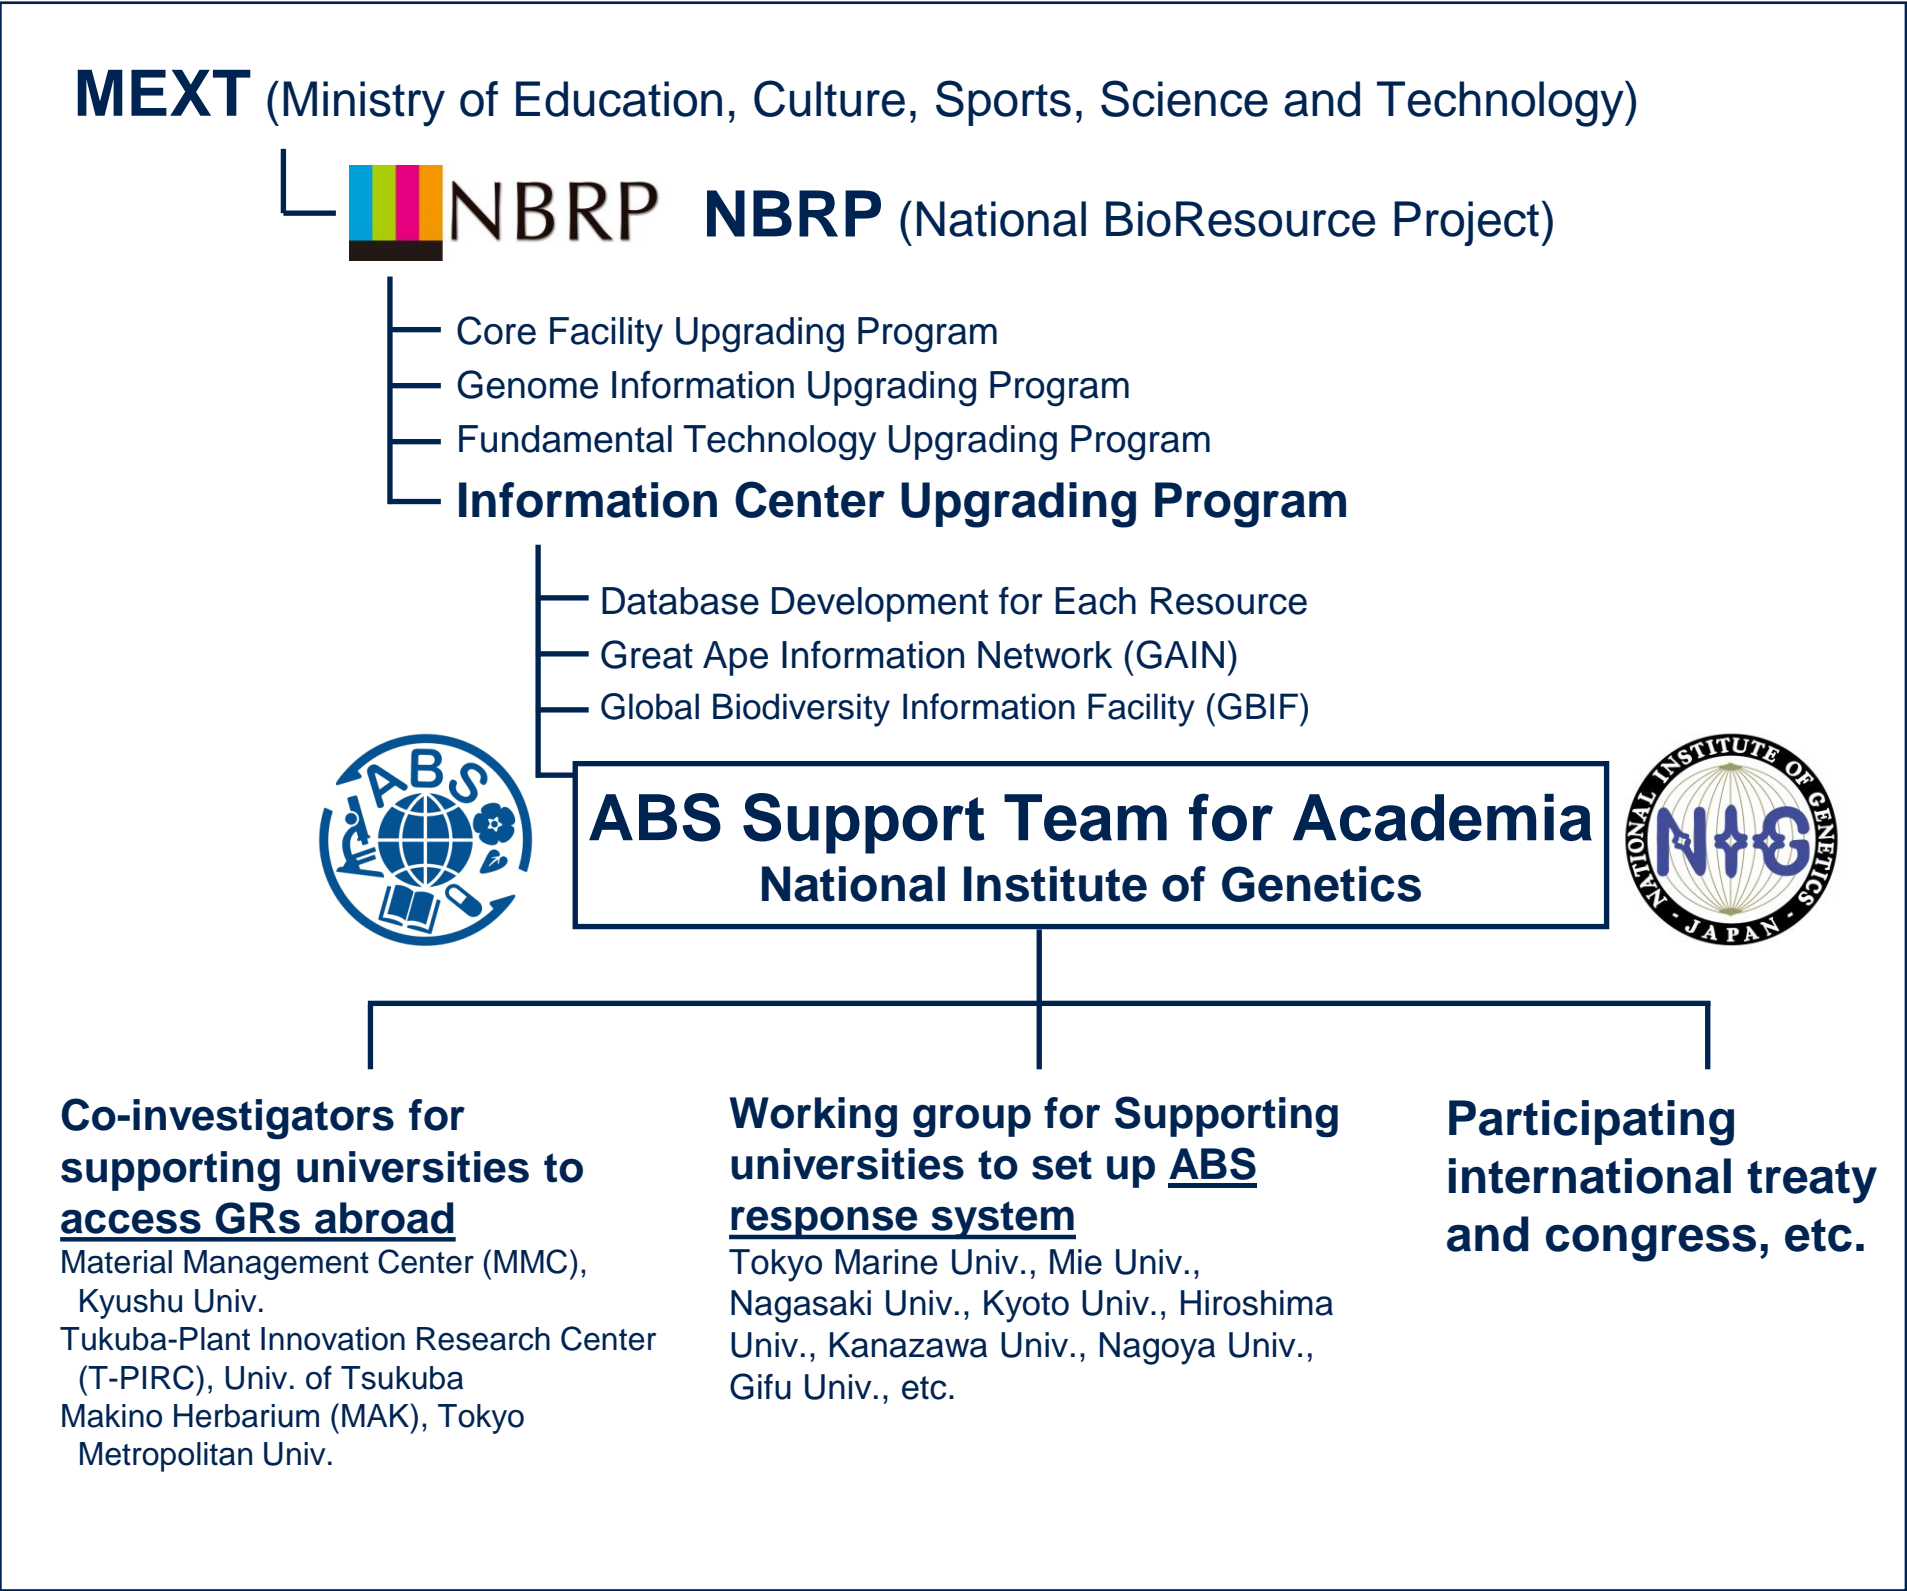 MEXT (Ministry of Education, Culture, Sports, Science and Technology)
NBRP
NBRP (National BioResource Project)
Core Facility Upgrading Program
Genome Information Upgrading Program
Fundamental Technology Upgrading Program
Information Center Upgrading Program
Database Development for Each Resource
Great Ape Information Network (GAIN)
Global Biodiversity Information Facility (GBIF)
ABS
ABS Support Team for Academia
National Institute of Genetics
NATIONAL INSTITUTE OF GENETICS
NIG
- JAPAN -
Co-investigators for
supporting universities to
access GRs abroad
Material Management Center (MMC),
Kyushu Univ.
Tukuba-Plant Innovation Research Center
(T-PIRC), Univ. of Tsukuba
Makino Herbarium (MAK), Tokyo
Metropolitan Univ.
Working group for Supporting
universities to set up ABS
response system
Tokyo Marine Univ., Mie Univ.,
Nagasaki Univ., Kyoto Univ., Hiroshima
Univ., Kanazawa Univ., Nagoya Univ.,
Gifu Univ., etc.
Participating
international treaty
and congress, etc.